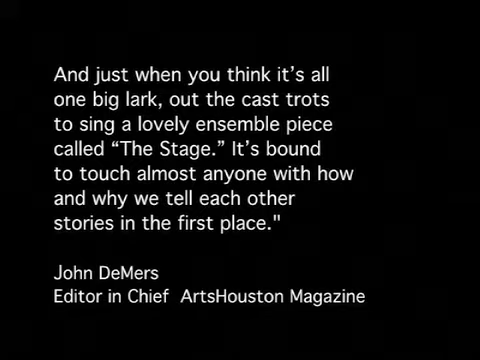 And just when you think it’s all
one big lark, out the cast trots
to sing a lovely ensemble piece
called “The Stage.” It’s bound
to touch almost anyone with how
and why we tell each other
stories in the first place."
John DeMers
Editor in Chief  ArtsHouston Magazine